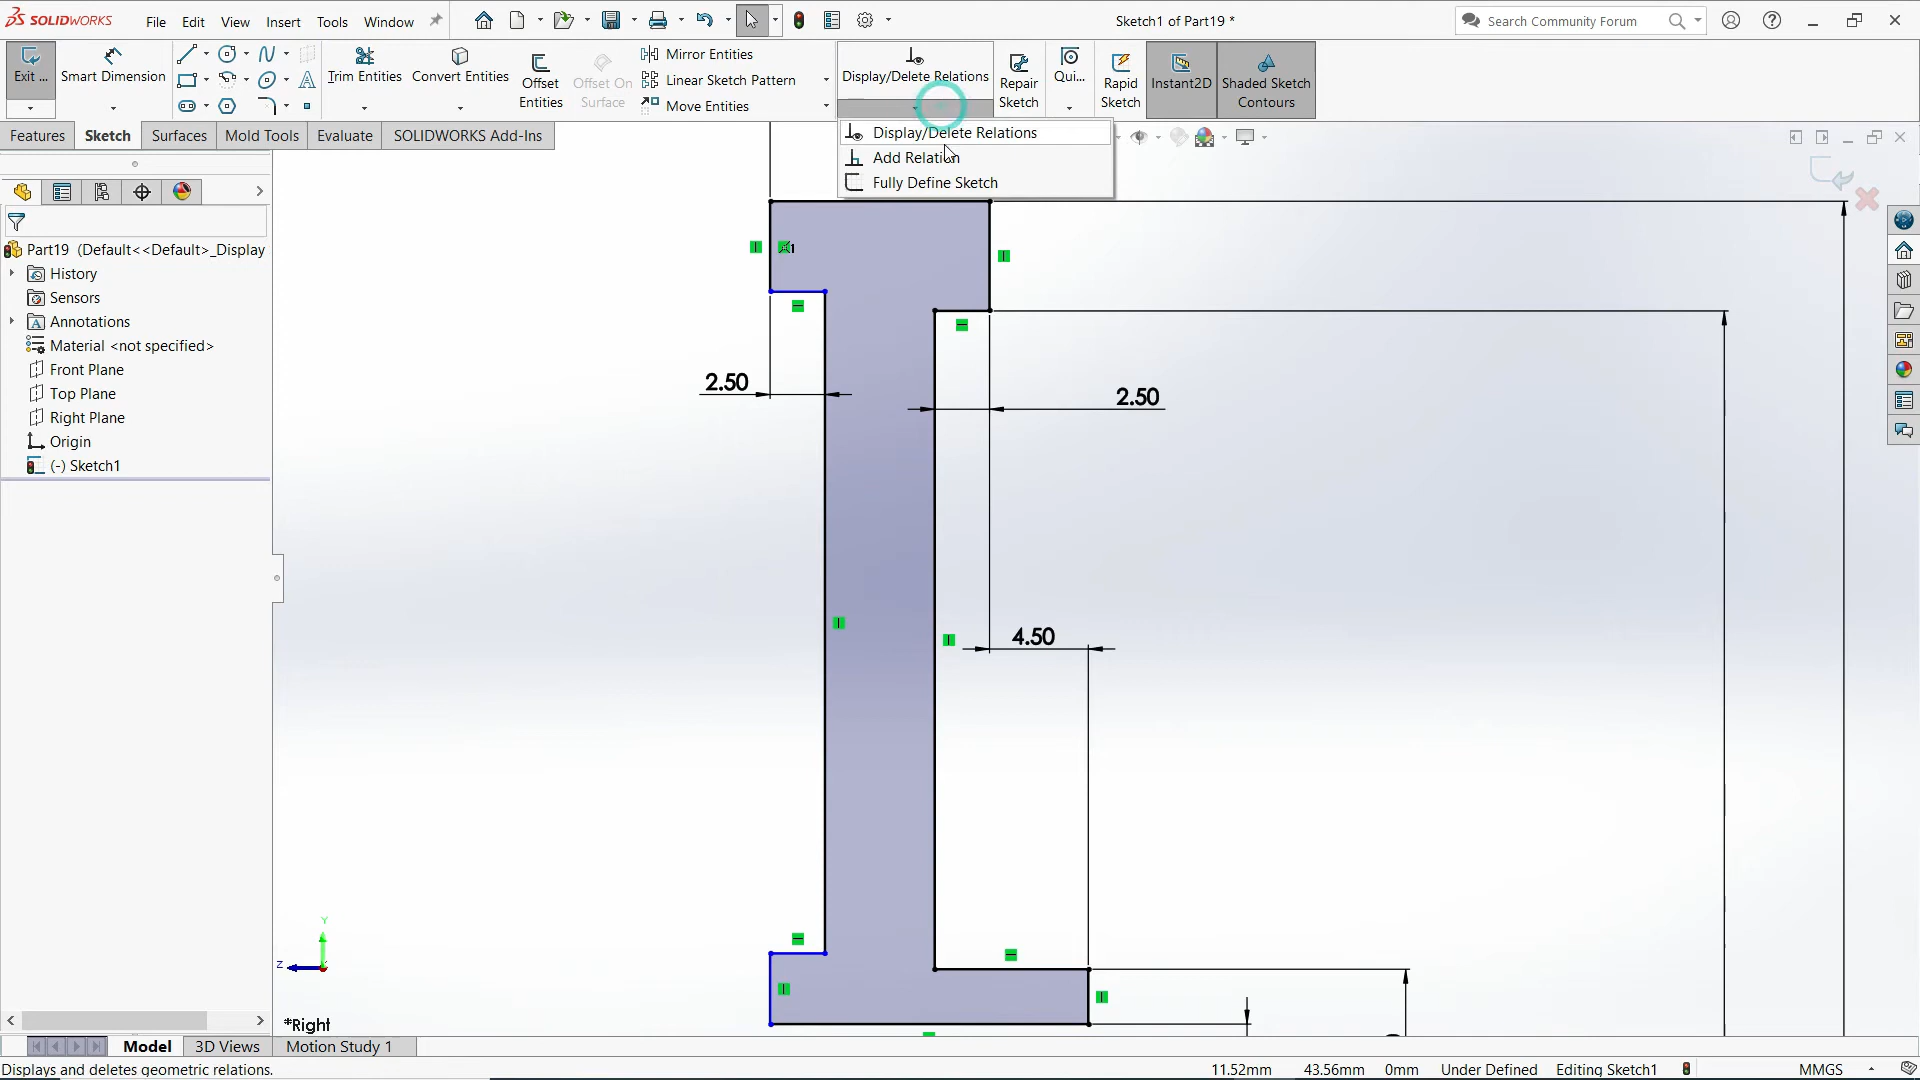 SOLIDWORKS
File Edit View Insert Tools Window
Sketch1 of Part19 *
Search Community Forum
Exit ...
Smart Dimension
Trim Entities
Convert Entities
Offset Entities
Offset On Surface
Mirror Entities
Linear Sketch Pattern
Move Entities
Display/Delete Relations
Repair Sketch
Qui...
Rapid Sketch
Instant2D
Shaded Sketch Contours
Features Sketch Surfaces Mold Tools Evaluate SOLIDWORKS Add-Ins
Display/Delete Relations
Add Relation
Fully Define Sketch
Part19 (Default<<Default>_Display
History
Sensors
Annotations
Material <not specified>
Front Plane
Top Plane
Right Plane
Origin
(-) Sketch1
1
2.50
2.50
4.50
Y
Z
*Right
Model 3D Views Motion Study 1
Displays and deletes geometric relations.
11.52mm 43.56mm 0mm Under Defined Editing Sketch1 MMGS